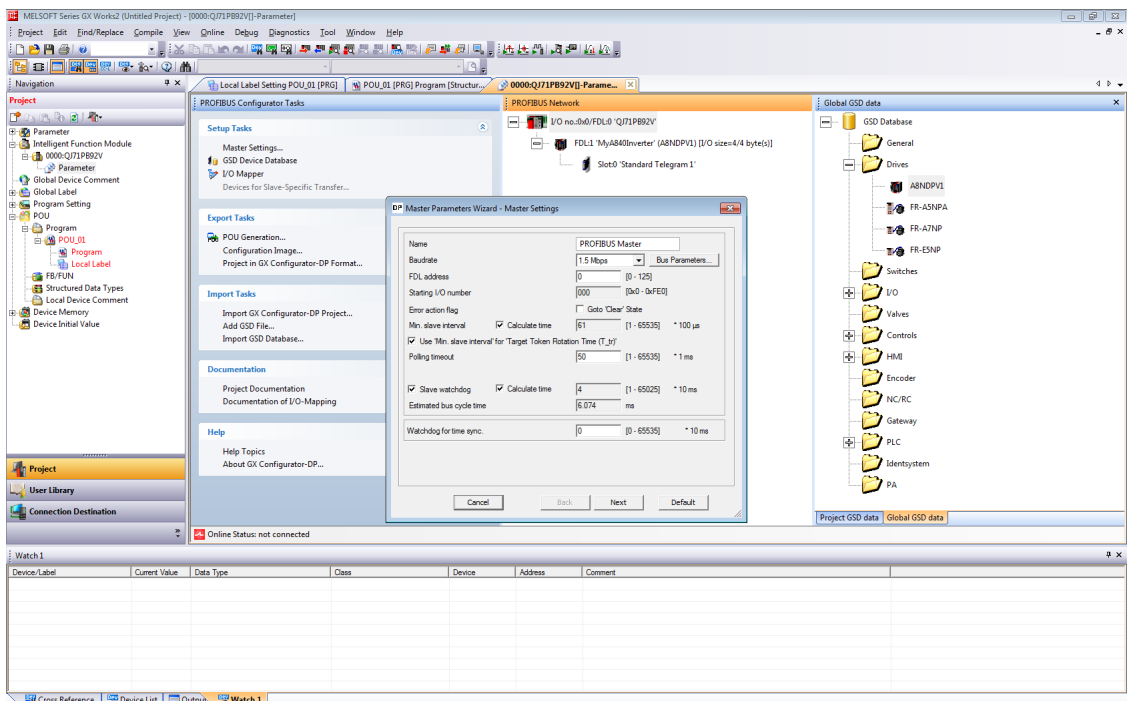 MELSOFT Series GX Works2 (Untitled Project) - [0000:QJ71PB92V[]-Parameter]
Project Edit Find/Replace Compile View Online Debug Diagnostics Tool Window Help
Navigation
Local Label Setting POU_01 [PRG]
POU_01 [PRG] Program [Structur...
0000:QJ71PB92V[]-Parame...
Project
Parameter
Intelligent Function Module
0000:QJ71PB92V
Parameter
Global Device Comment
Global Label
Program Setting
POU
Program
POU_01
Program
Local Label
FB/FUN
Structured Data Types
Local Device Comment
Device Memory
Device Initial Value
Project
User Library
Connection Destination
PROFIBUS Configurator Tasks
Setup Tasks
Master Settings...
GSD Device Database
I/O Mapper
Devices for Slave-Specific Transfer...
Export Tasks
POU Generation...
Configuration Image...
Project in GX Configurator-DP Format...
Import Tasks
Import GX Configurator-DP Project...
Add GSD File...
Import GSD Database...
Documentation
Project Documentation
Documentation of I/O-Mapping
Help
Help Topics
About GX Configurator-DP...
PROFIBUS Network
I/O no.:0x0/FDL:0 'QJ71PB92V'
FDL:1 'MyA840Inverter' (A8NDPV1) [I/O size=4/4 byte(s)]
Slot:0 'Standard Telegram 1'
DP Master Parameters Wizard - Master Settings
Name PROFIBUS Master
Baudrate 1.5 Mbps Bus Parameters...
FDL address 0 [0 - 125]
Starting I/O number 000 [0x0 - 0xFE0]
Error action flag Goto 'Clear' State
Min. slave interval Calculate time 61 [1 - 65535] * 100 µs
Use 'Min. slave interval' for 'Target Token Rotation Time (T_tr)'
Polling timeout 50 [1 - 65535] * 1 ms
Slave watchdog Calculate time 4 [1 - 65025] * 10 ms
Estimated bus cycle time 6.074 ms
Watchdog for time sync. 0 [0 - 65535] * 10 ms
Cancel Back Next Default
Global GSD data
GSD Database
General
Drives
A8NDPV1
FR-A5NPA
FR-A7NP
FR-E5NP
Switches
I/O
Valves
Controls
HMI
Encoder
NC/RC
Gateway
PLC
Identsystem
PA
Project GSD data Global GSD data
Online Status: not connected
Watch 1
Device/Label Current Value Data Type Class Device Address Comment
Cross Reference Device List Output Watch 1